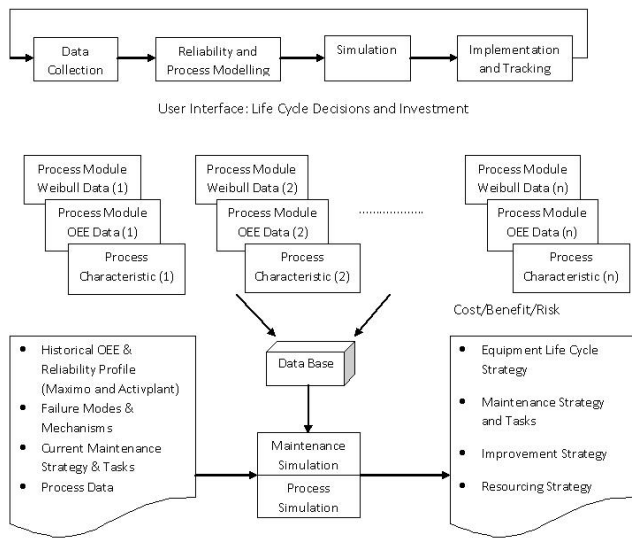 Data
Collection
Reliability and
Process Modelling
Simulation
Implementation
and Tracking
User Interface: Life Cycle Decisions and Investment
Process Module
Weibull Data (1)
Process Module
OEE Data (1)
Process
Characteristic (1)
Process Module
Weibull Data (2)
Process Module
OEE Data (2)
Process
Characteristic (2)
Process Module
Weibull Data (n)
Process Module
OEE Data (n)
Process
Characteristic (n)
Cost/Benefit/Risk
Data Base
• Historical OEE &
Reliability Profile
(Maximo and Activplant)
• Failure Modes &
Mechanisms
• Current Maintenance
Strategy & Tasks
• Process Data
Maintenance
Simulation
Process
Simulation
• Equipment Life Cycle
Strategy
• Maintenance Strategy
and Tasks
• Improvement Strategy
• Resourcing Strategy